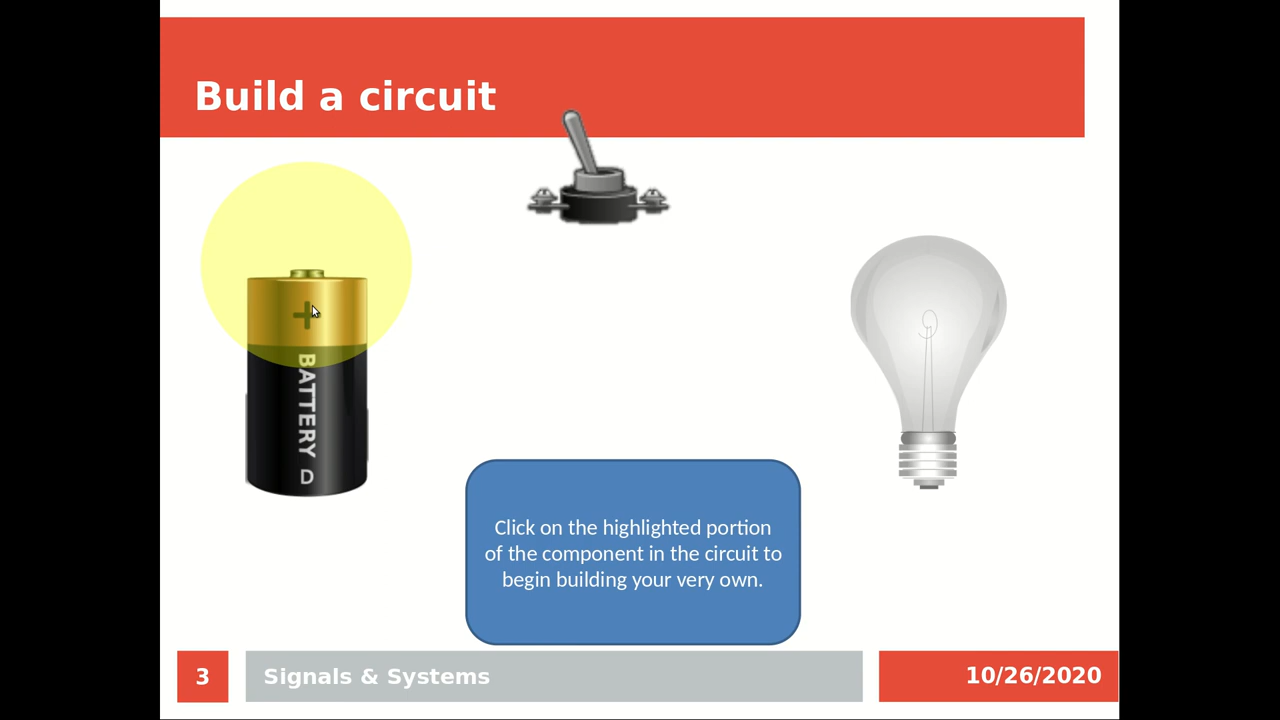 Build a circuit
+
BATTERY D
Click on the highlighted portion
of the component in the circuit to
begin building your very own.
3
Signals & Systems
10/26/2020